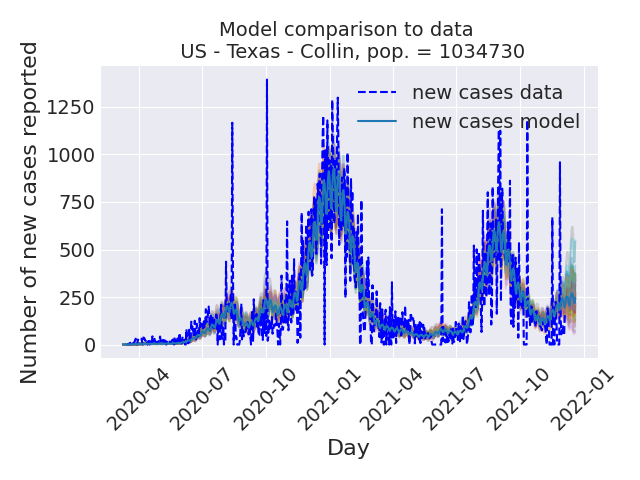 Model comparison to data
US - Texas - Collin, pop. = 1034730
Number of new cases reported
1250
1000
750
500
250
0
new cases data
new cases model
2020-04
2020-07
2020-10
2021-01
2021-04
2021-07
2021-10
2022-01
Day